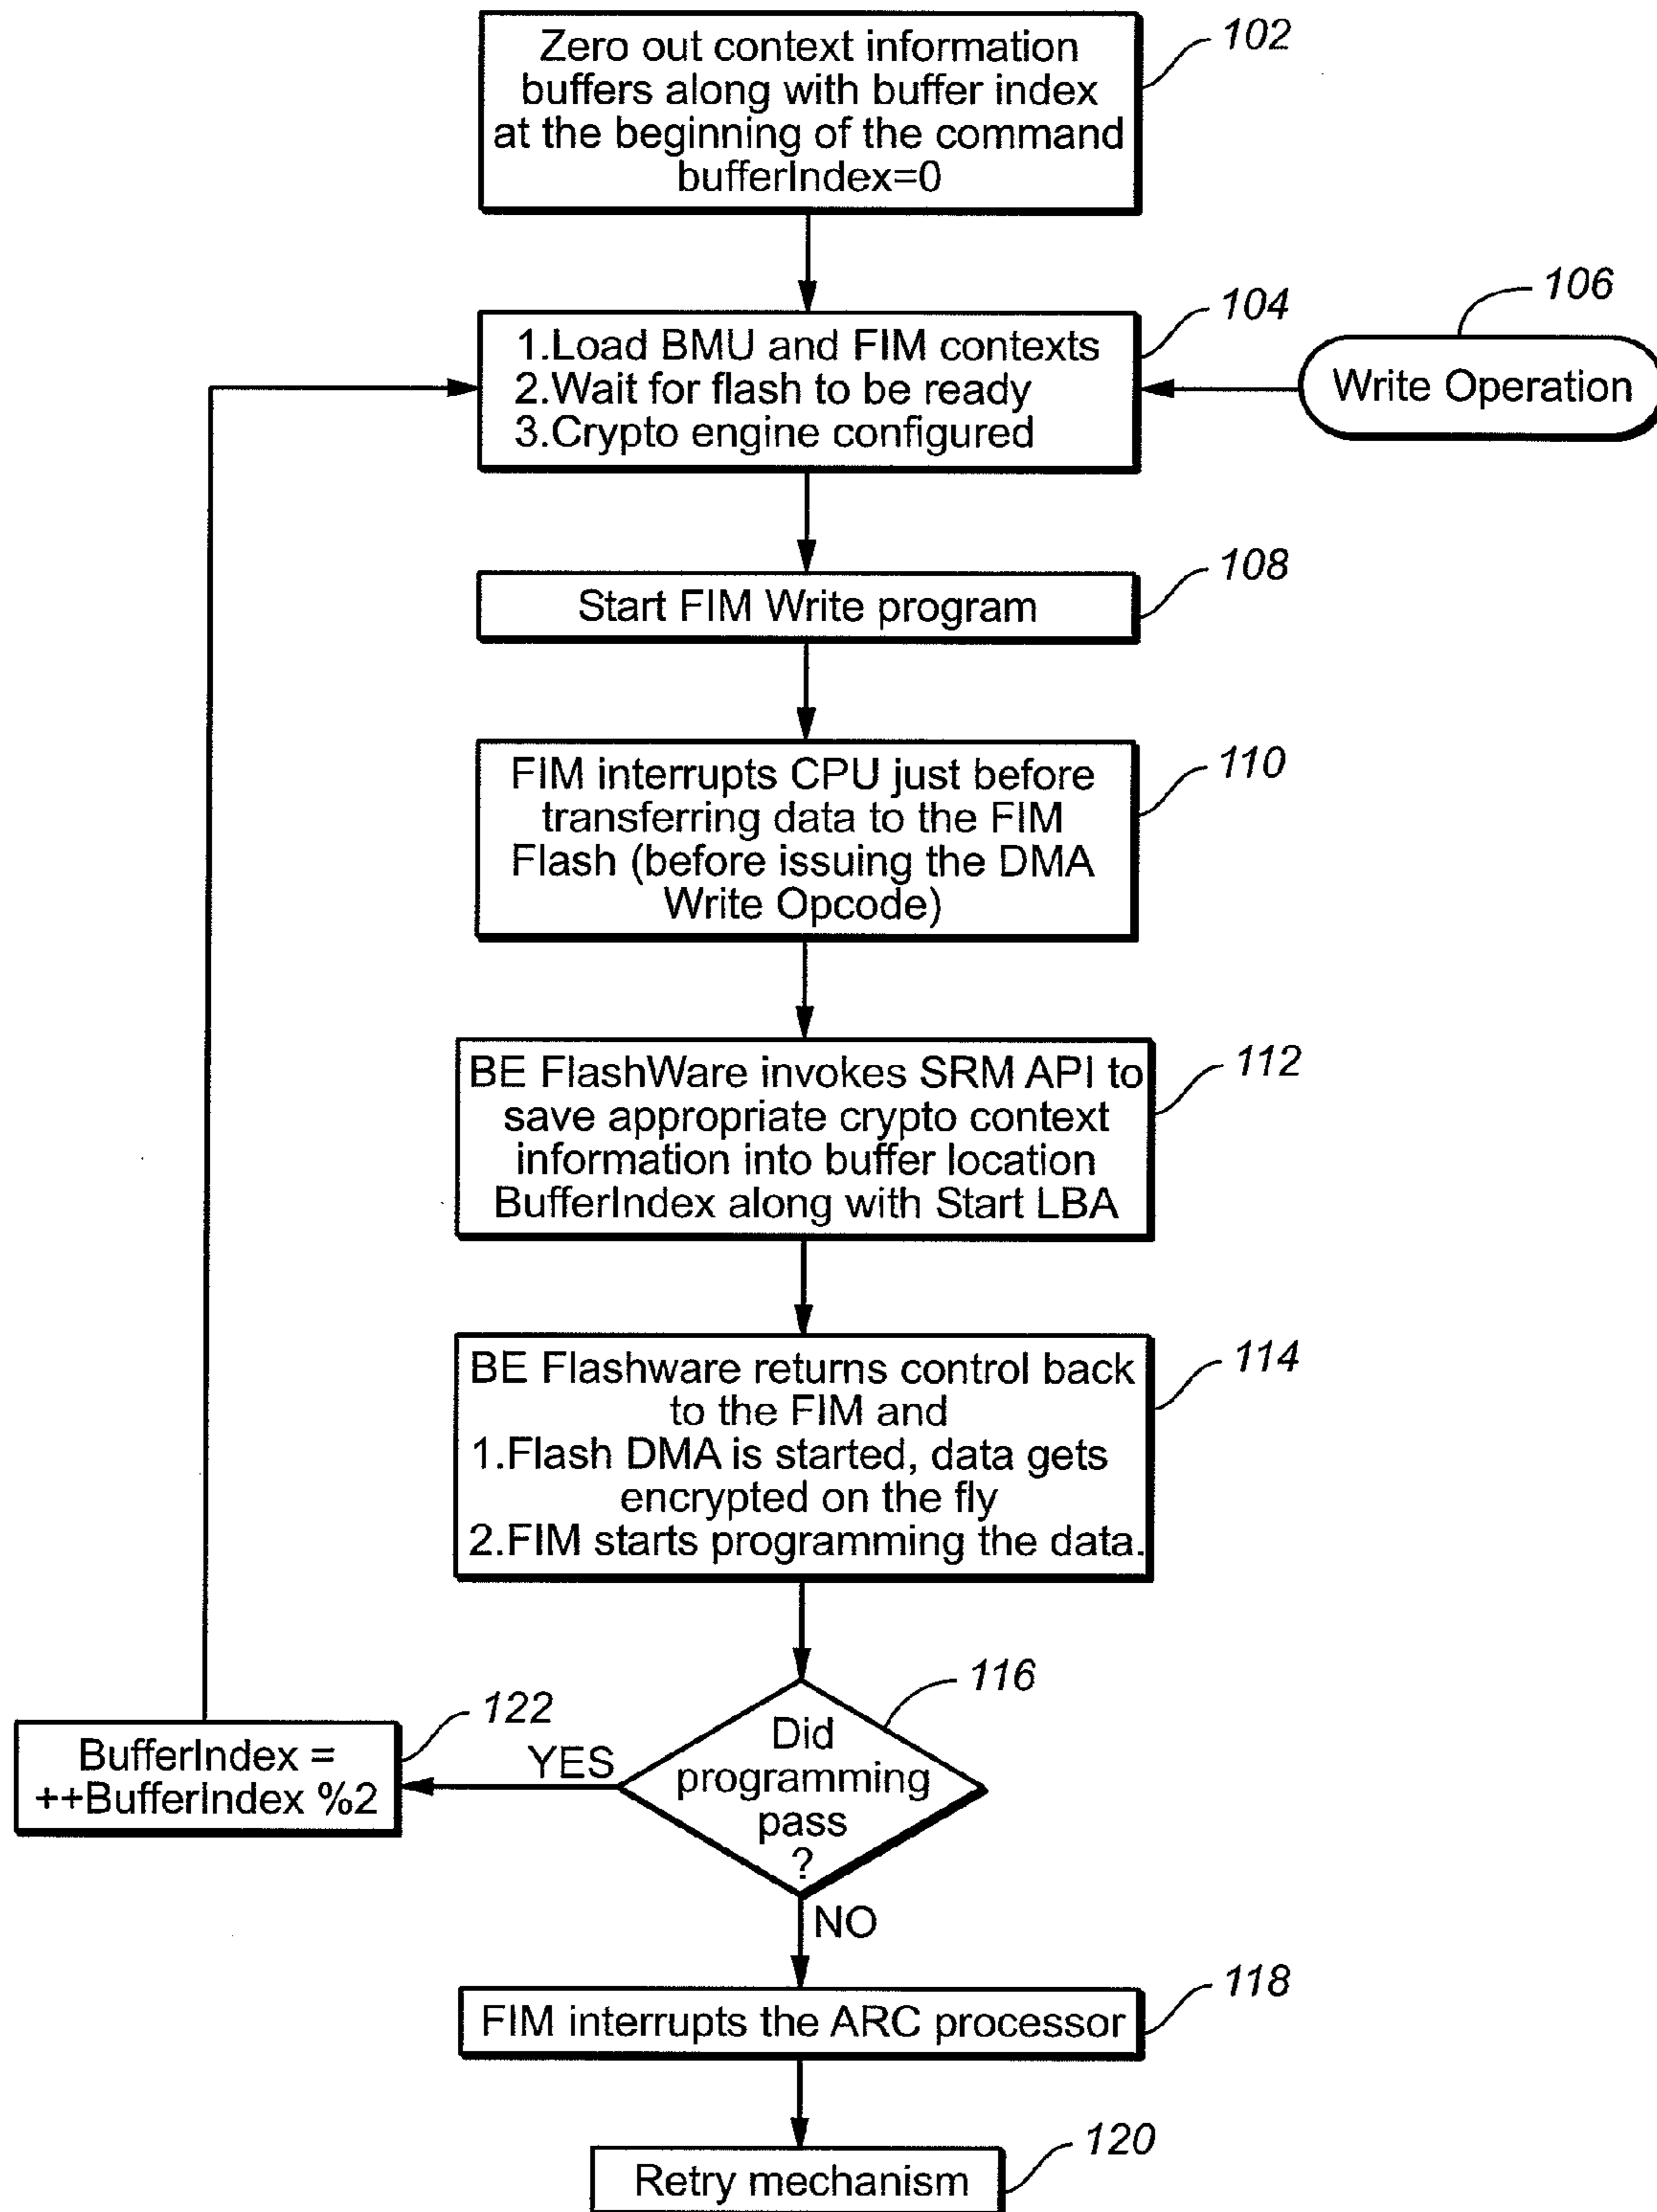 Zero out context information
buffers along with buffer index
at the beginning of the command
bufferIndex=0
102
1.Load BMU and FIM contexts
2.Wait for flash to be ready
3.Crypto engine configured
104
Write Operation
106
Start FIM Write program
108
FIM interrupts CPU just before
transferring data to the FIM
Flash (before issuing the DMA
Write Opcode)
110
BE FlashWare invokes SRM API to
save appropriate crypto context
information into buffer location
BufferIndex along with Start LBA
112
BE Flashware returns control back
to the FIM and
1.Flash DMA is started, data gets
encrypted on the fly
2.FIM starts programming the data.
114
Did
programming
pass
?
116
YES
BufferIndex =
++BufferIndex %2
122
NO
FIM interrupts the ARC processor
118
Retry mechanism
120